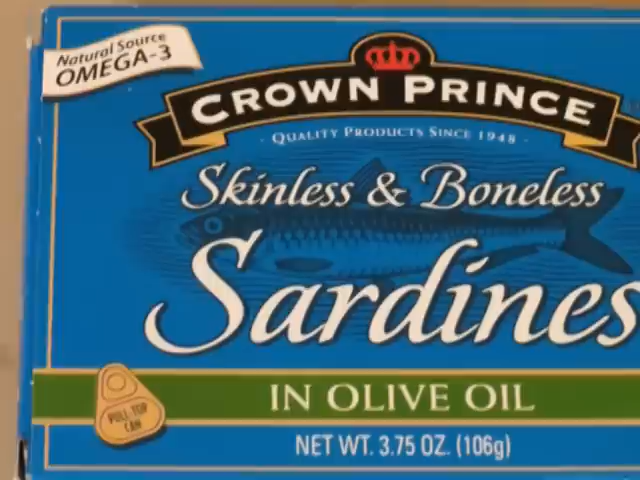 Natural Source
OMEGA-3
CROWN PRINCE
QUALITY PRODUCTS SINCE 1948
Skinless & Boneless
Sardines
IN OLIVE OIL
PULL-TOP
CAN
NET WT. 3.75 OZ. (106g)